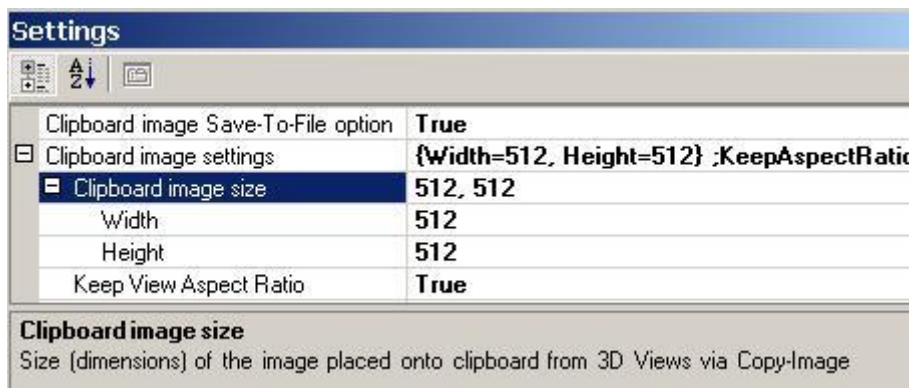 Settings
Clipboard image Save-To-File option True
Clipboard image settings {Width=512, Height=512} ;KeepAspectRatio
Clipboard image size 512, 512
Width 512
Height 512
Keep View Aspect Ratio True
Clipboard image size
Size (dimensions) of the image placed onto clipboard from 3D Views via Copy-Image